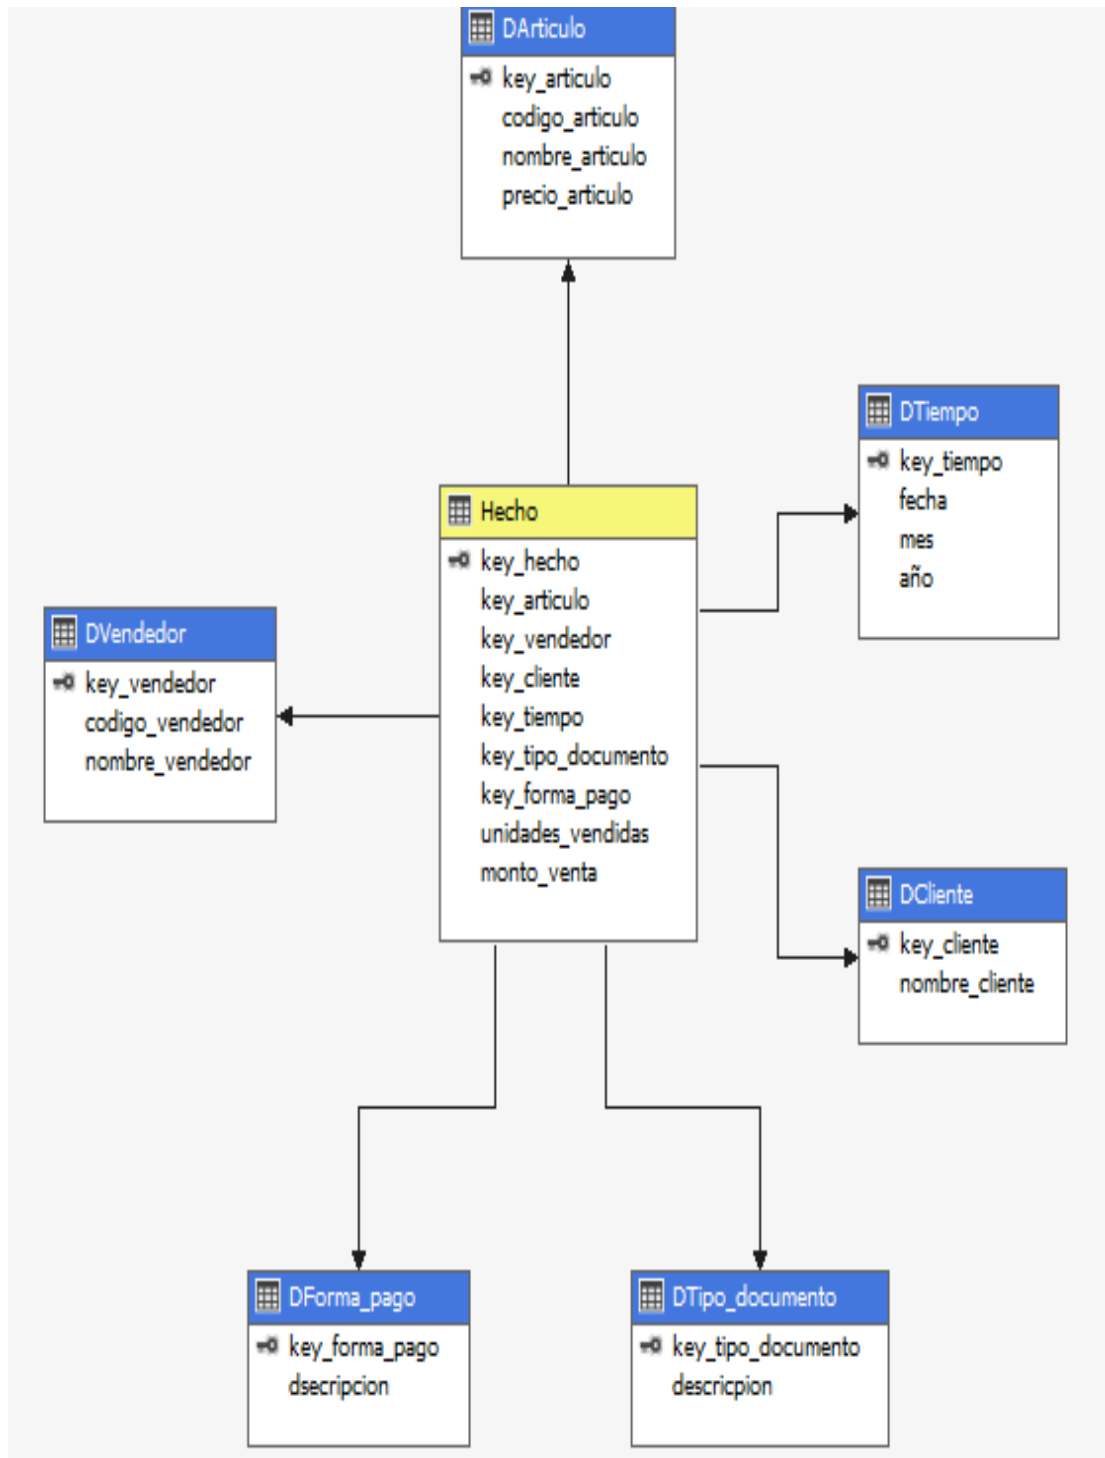 DArticulo
key_articulo
codigo_articulo
nombre_articulo
precio_articulo
DTiempo
key_tiempo
fecha
mes
año
Hecho
key_hecho
key_articulo
key_vendedor
key_cliente
key_tiempo
key_tipo_documento
key_forma_pago
unidades_vendidas
monto_venta
DVendedor
key_vendedor
codigo_vendedor
nombre_vendedor
DCliente
key_cliente
nombre_cliente
DForma_pago
key_forma_pago
dsecripcion
DTipo_documento
key_tipo_documento
descricpion